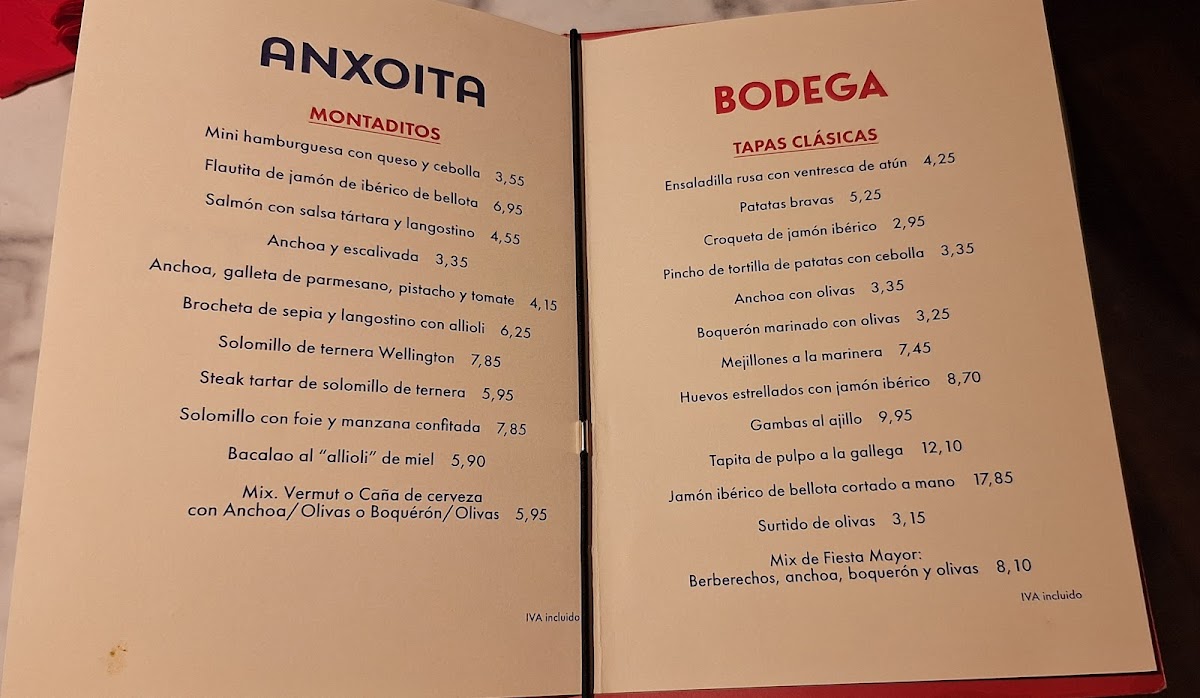 ANXOITA
MONTADITOS
Mini hamburguesa con queso y cebolla 3,55
Flautita de jamón de ibérico de bellota 6,95
Salmón con salsa tártara y langostino 4,55
Anchoa y escalivada 3,35
Anchoa, galleta de parmesano, pistacho y tomate 4,15
Brocheta de sepia y langostino con allioli 6,25
Solomillo de ternera Wellington 7,85
Steak tartar de solomillo de ternera 5,95
Solomillo con foie y manzana confitada 7,85
Bacalao al "allioli" de miel 5,90
Mix. Vermut o Caña de cerveza
con Anchoa/Olivas o Boquérón/Olivas 5,95
IVA incluido
BODEGA
TAPAS CLÁSICAS
Ensaladilla rusa con ventresca de atún 4,25
Patatas bravas 5,25
Croqueta de jamón ibérico 2,95
Pincho de tortilla de patatas con cebolla 3,35
Anchoa con olivas 3,35
Boquerón marinado con olivas 3,25
Mejillones a la marinera 7,45
Huevos estrellados con jamón ibérico 8,70
Gambas al ajillo 9,95
Tapita de pulpo a la gallega 12,10
Jamón ibérico de bellota cortado a mano 17,85
Surtido de olivas 3,15
Mix de Fiesta Mayor:
Berberechos, anchoa, boquerón y olivas 8,10
IVA incluido